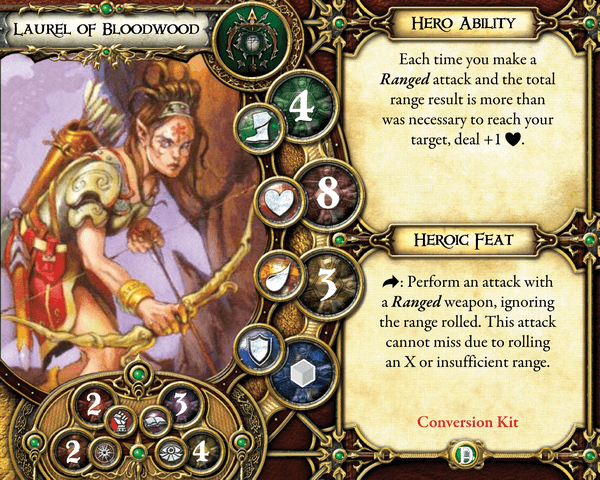 Laurel of Bloodwood
4
8
3
2
3
2
4
Hero Ability
Each time you make a
Ranged attack and the total
range result is more than
was necessary to reach your
target, deal +1 ♥.
Heroic Feat
: Perform an attack with
a Ranged weapon, ignoring
the range rolled. This attack
cannot miss due to rolling
an X or insufficient range.
Conversion Kit
D